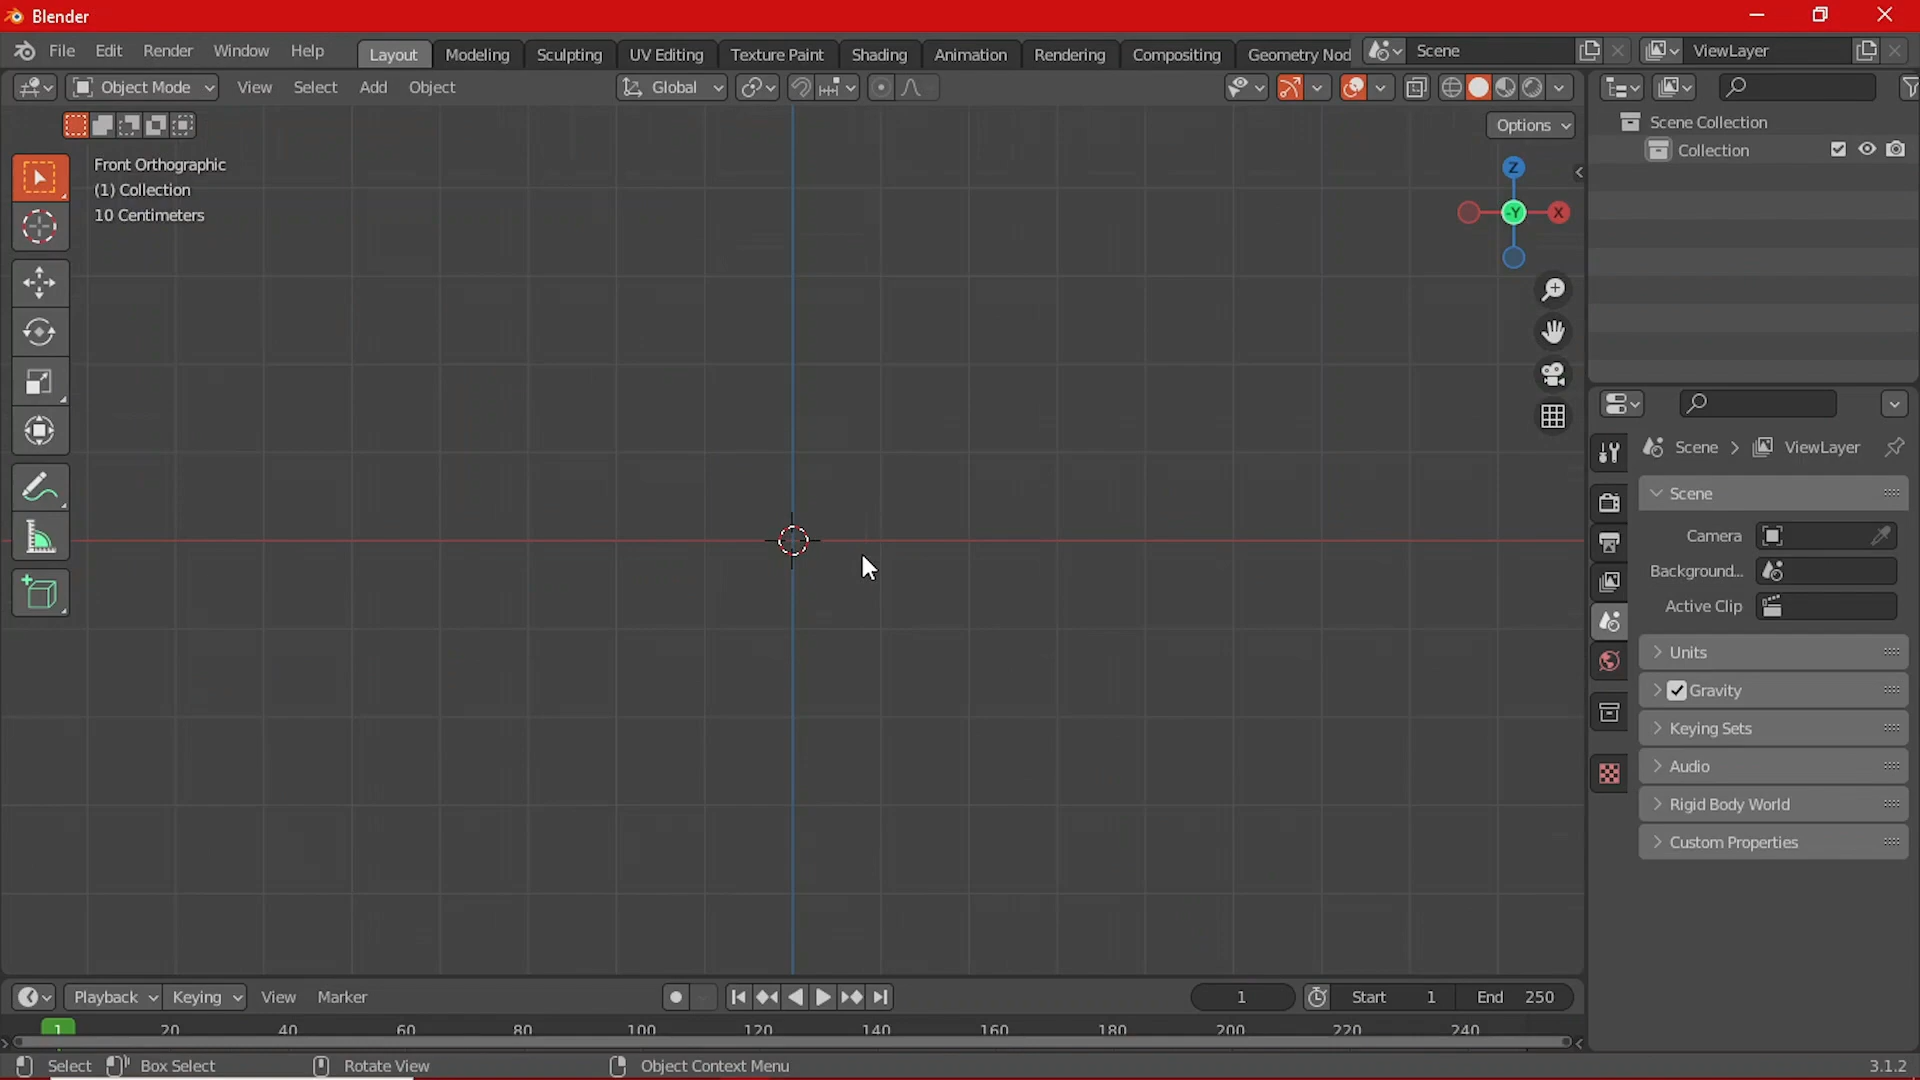 Blender
File Edit Render Window Help Layout Modeling Sculpting UV Editing Texture Paint Shading Animation Rendering Compositing Geometry Nod Scene ViewLayer
Object Mode View Select Add Object Global
Options
Front Orthographic
(1) Collection
10 Centimeters
Z
-Y X
Scene Collection
Collection
Scene > ViewLayer
Scene
Camera
Background...
Active Clip
Units
Gravity
Keying Sets
Audio
Rigid Body World
Custom Properties
Playback Keying View Marker 1 Start 1 End 250
1 20 40 60 80 100 120 140 160 180 200 220 240
Select Box Select Rotate View Object Context Menu 3.1.2